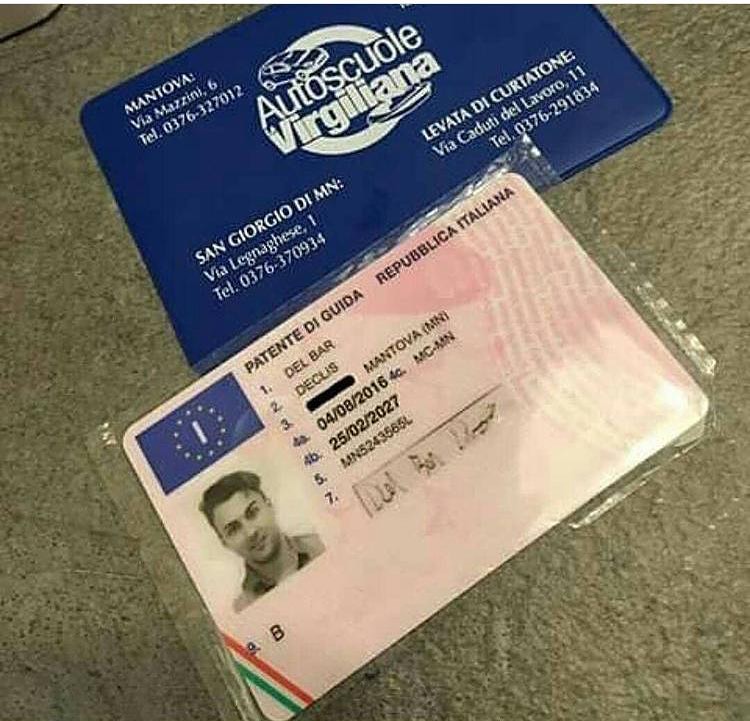 MANTOVA:
Via Mazzini, 6
Tel. 0376-327012
Autoscuole
Virgiliana
LEVATA DI CURTATONE:
Via Caduti del Lavoro, 11
Tel. 0376-291834
SAN GIORGIO DI MN:
Via Legnaghese, 1
Tel. 0376-370934
PATENTE DI GUIDA REPUBBLICA ITALIANA
1. DEL BAR
2. DECLIS
3. MANTOVA (MN)
4a. 04/08/2016 4c. MC-MN
4b. 25/02/2027
5. MN5243565L
7. Del Bar
I
9. B